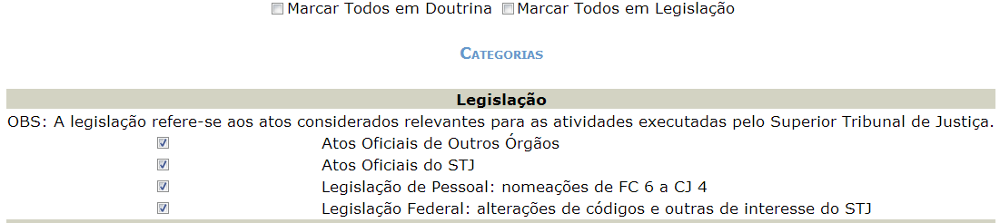 Marcar Todos em Doutrina Marcar Todos em Legislação
Categorias
Legislação
OBS: A legislação refere-se aos atos considerados relevantes para as atividades executadas pelo Superior Tribunal de Justiça.
Atos Oficiais de Outros Órgãos
Atos Oficiais do STJ
Legislação de Pessoal: nomeações de FC 6 a CJ 4
Legislação Federal: alterações de códigos e outras de interesse do STJ